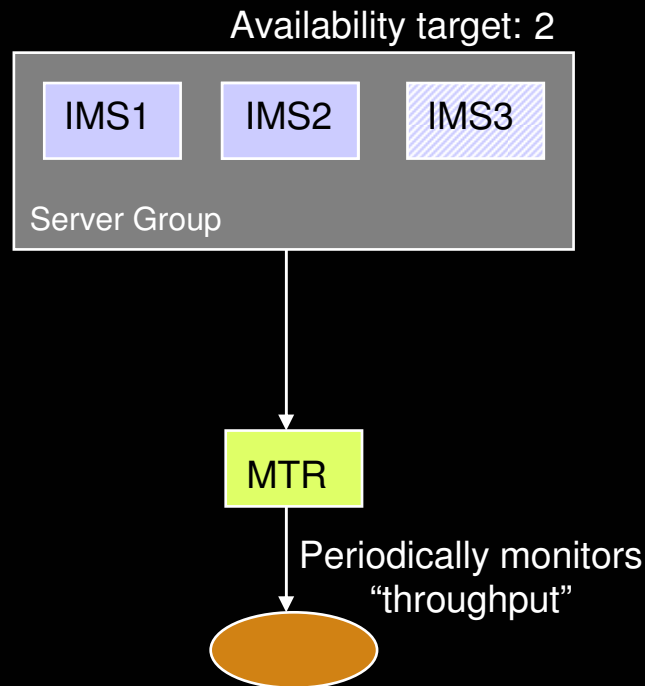 Availability target: 2
IMS1 IMS2 IMS3
Server Group
MTR
Periodically monitors
“throughput”